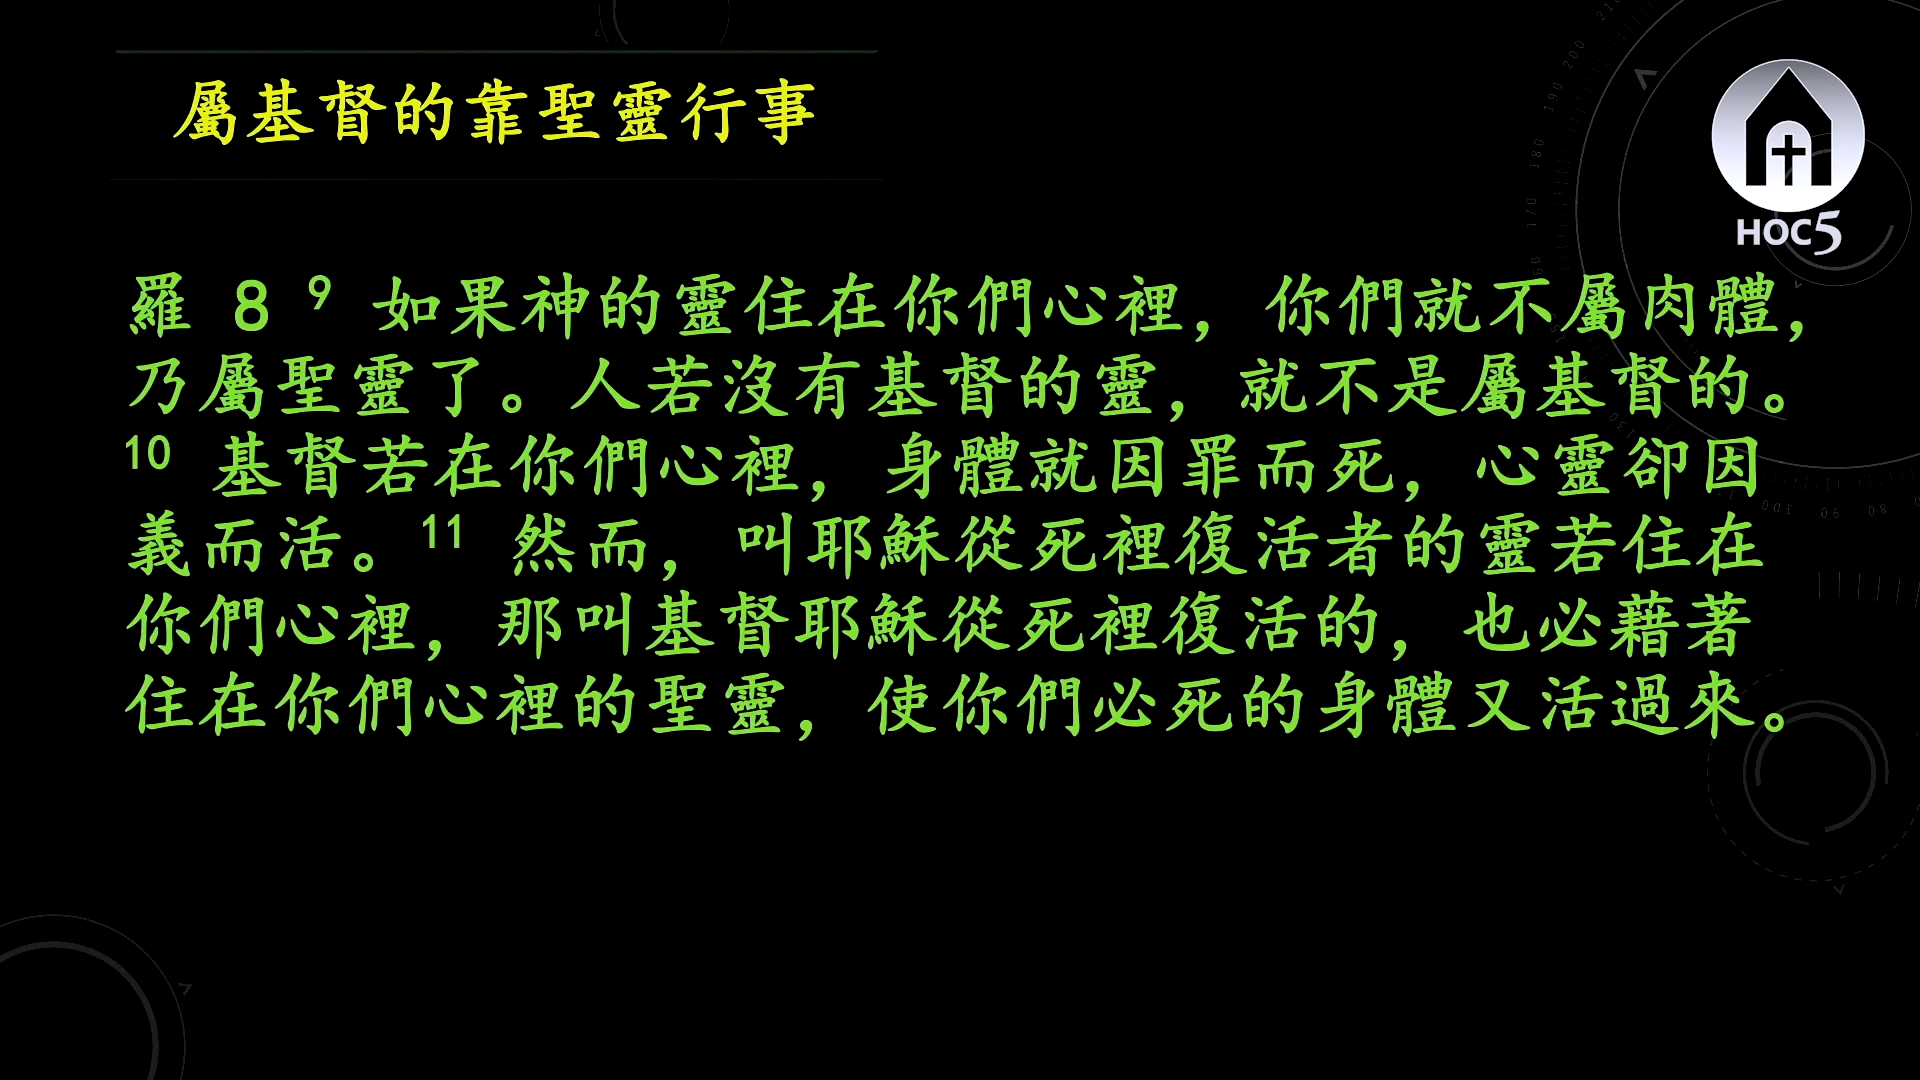 屬基督的靠聖靈行事
HOC5
羅 8 9 如果神的靈住在你們心裡，你們就不屬肉體，
乃屬聖靈了。人若沒有基督的靈，就不是屬基督的。
10 基督若在你們心裡，身體就因罪而死，心靈卻因
義而活。11 然而，叫耶穌從死裡復活者的靈若住在
你們心裡，那叫基督耶穌從死裡復活的，也必藉著
住在你們心裡的聖靈，使你們必死的身體又活過來。